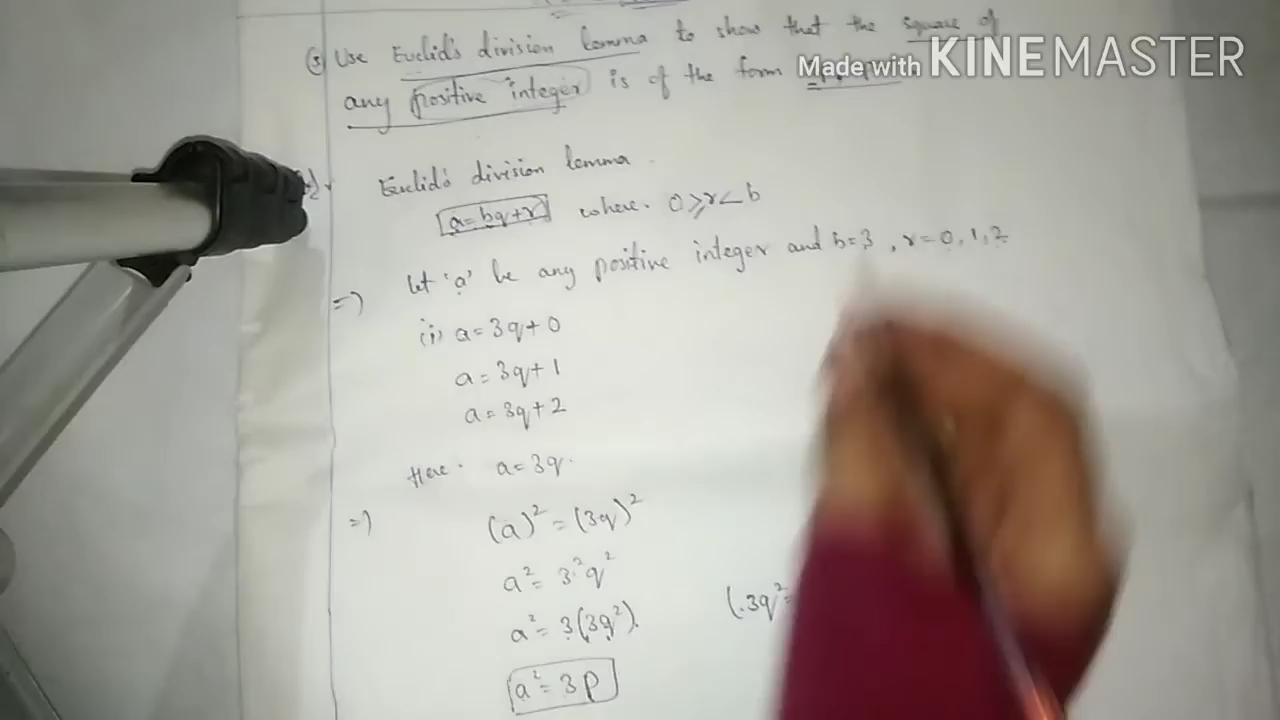 ③ Use Euclid's division lemma to show that the square of
any positive integer is of the form
Made with KINEMASTER
Euclid's division lemma.
a=bq+r where. 0≥r<b
=) let 'a' be any positive integer and b=3, r=0,1,2
(i) a=3q+0
a=3q+1
a=3q+2
Here. a=3q.
=) (a)²=(3q)²
a²=3²q²
a²=3(3q²).
(.3q²=
a²=3p